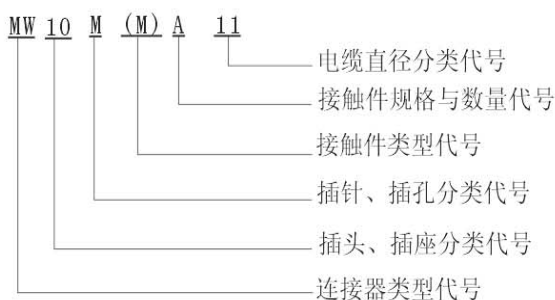 MW 10 M (M) A 11
电缆直径分类代号
接触件规格与数量代号
接触件类型代号
插针、插孔分类代号
插头、插座分类代号
连接器类型代号